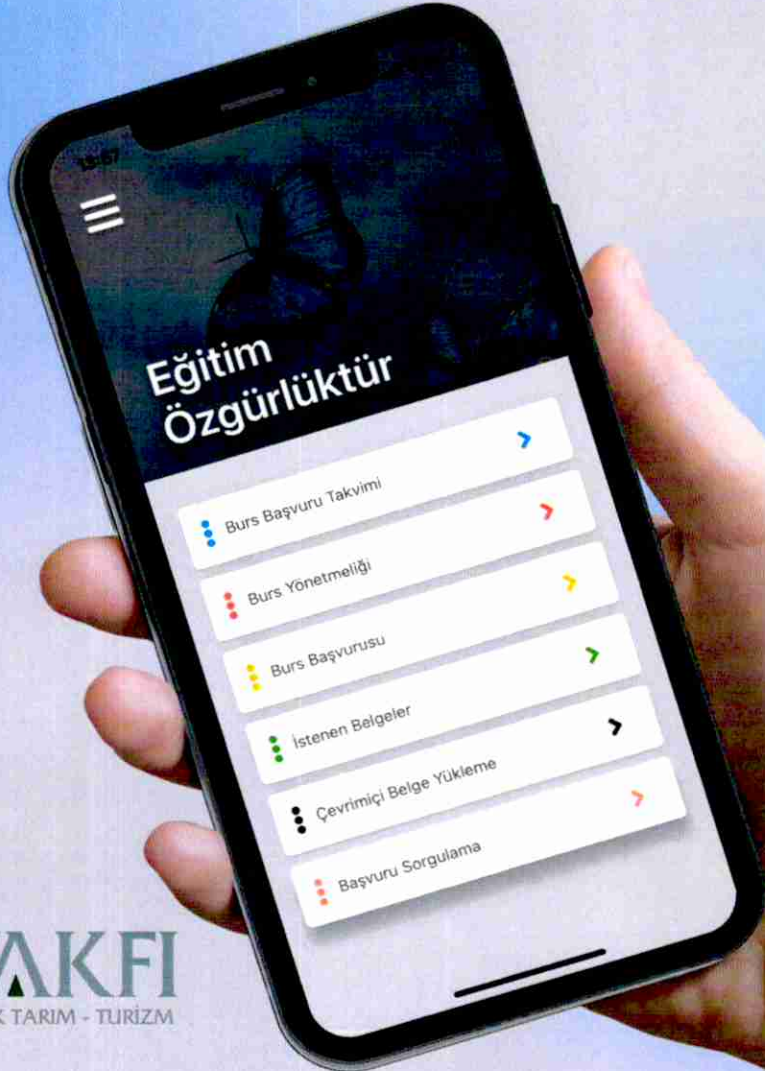 Eğitim
Özgürlüktür
Burs Başvuru Takvimi
Burs Yönetmeliği
Burs Başvurusu
İstenen Belgeler
Çevrimiçi Belge Yükleme
Başvuru Sorgulama
AKFI
TARIM - TURİZM